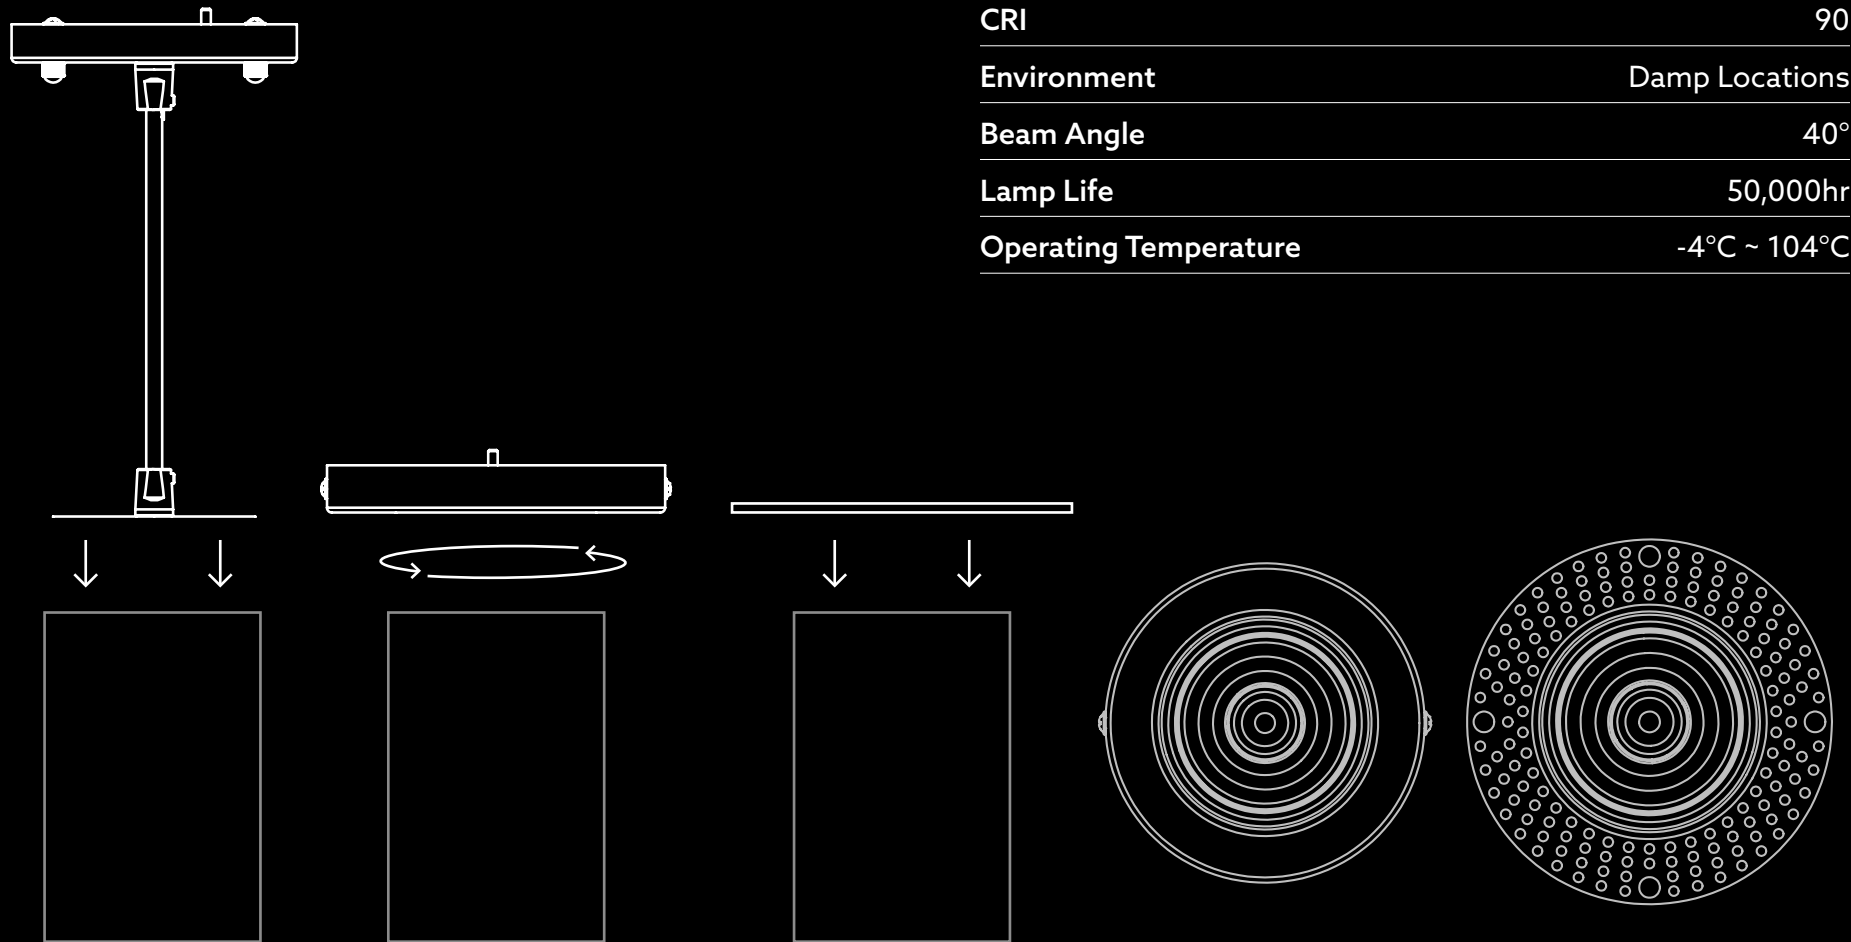 CRI 90
Environment Damp Locations
Beam Angle 40°
Lamp Life 50,000hr
Operating Temperature -4°C ~ 104°C